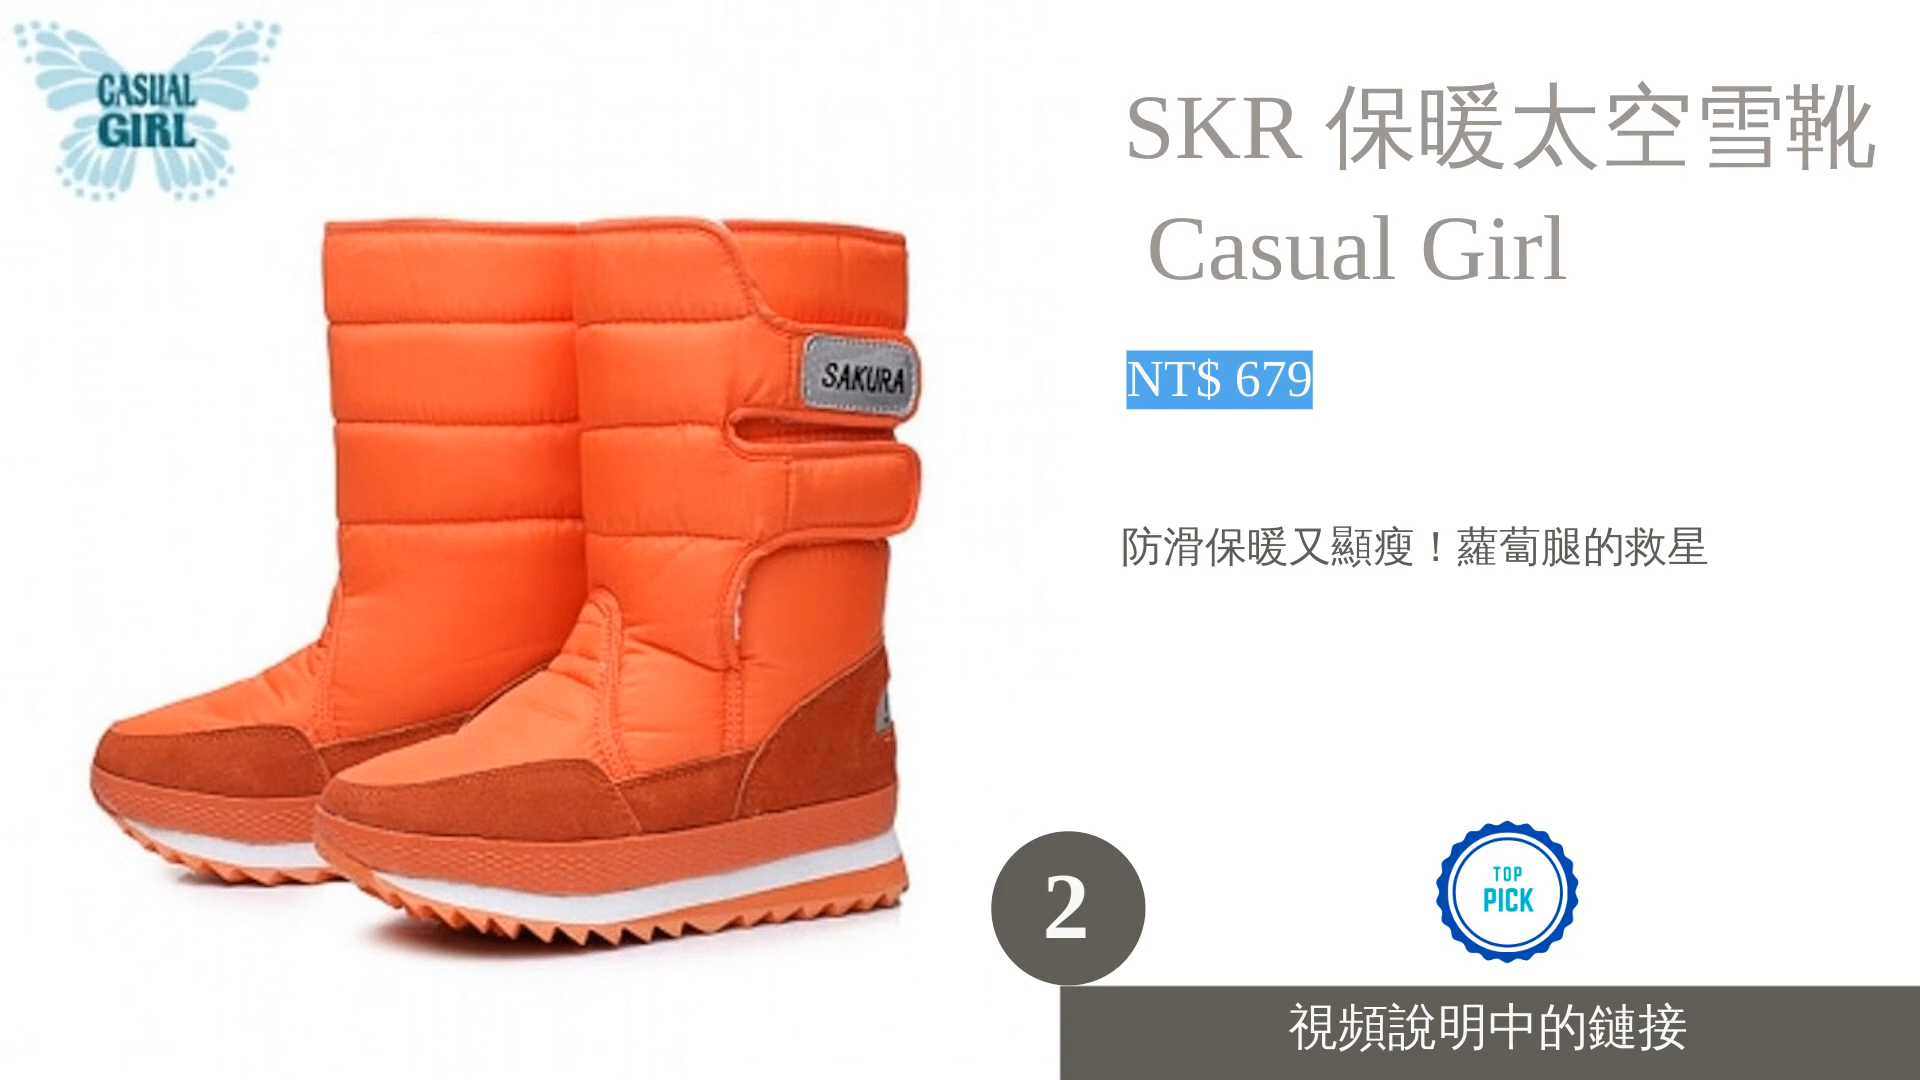 CASUAL
GIRL
SKR 保暖太空雪靴
Casual Girl
NT$ 679
SAKURA
防滑保暖又顯瘦！蘿蔔腿的救星
2
TOP
PICK
視頻說明中的鏈接